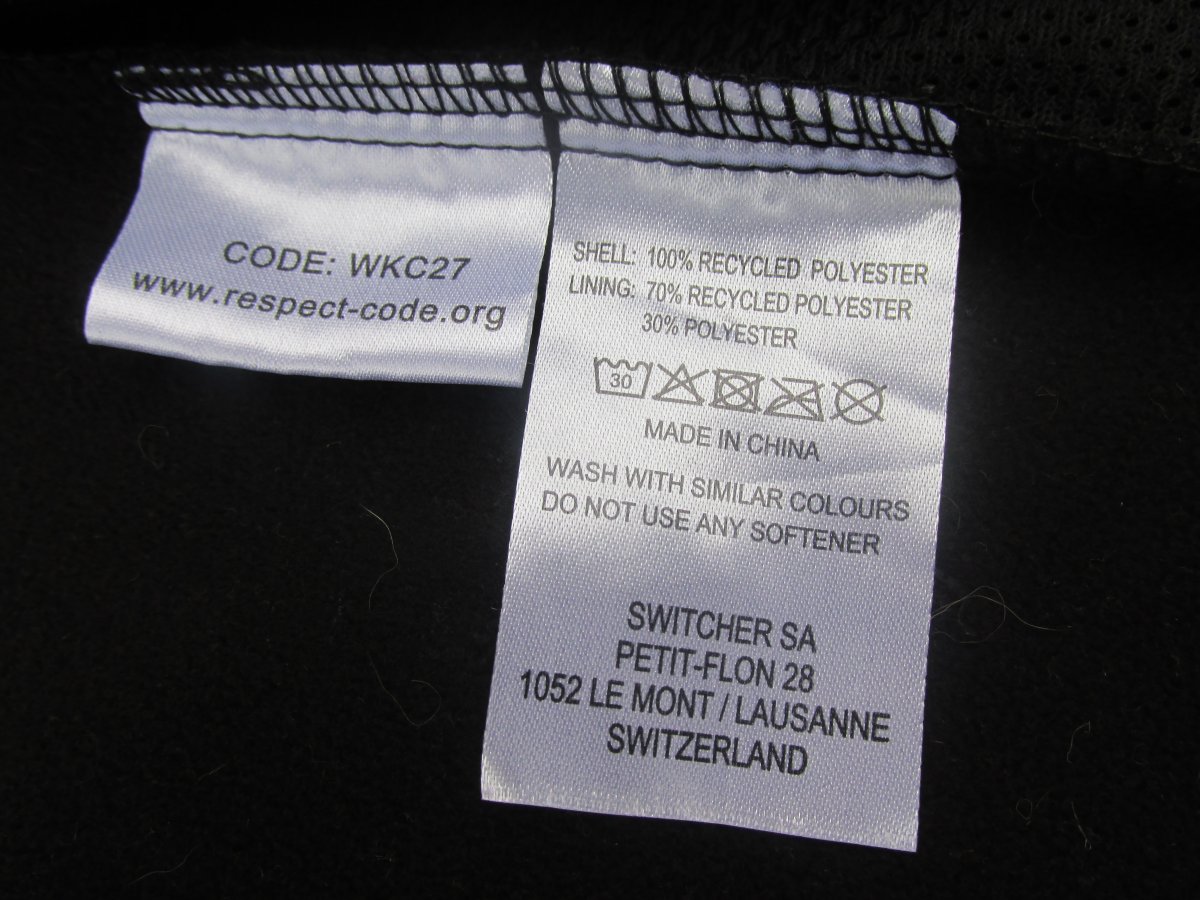 CODE: WKC27
www.respect-code.org
SHELL: 100% RECYCLED POLYESTER
LINING: 70% RECYCLED POLYESTER
30% POLYESTER
30
MADE IN CHINA
WASH WITH SIMILAR COLOURS
DO NOT USE ANY SOFTENER
SWITCHER SA
PETIT-FLON 28
1052 LE MONT / LAUSANNE
SWITZERLAND